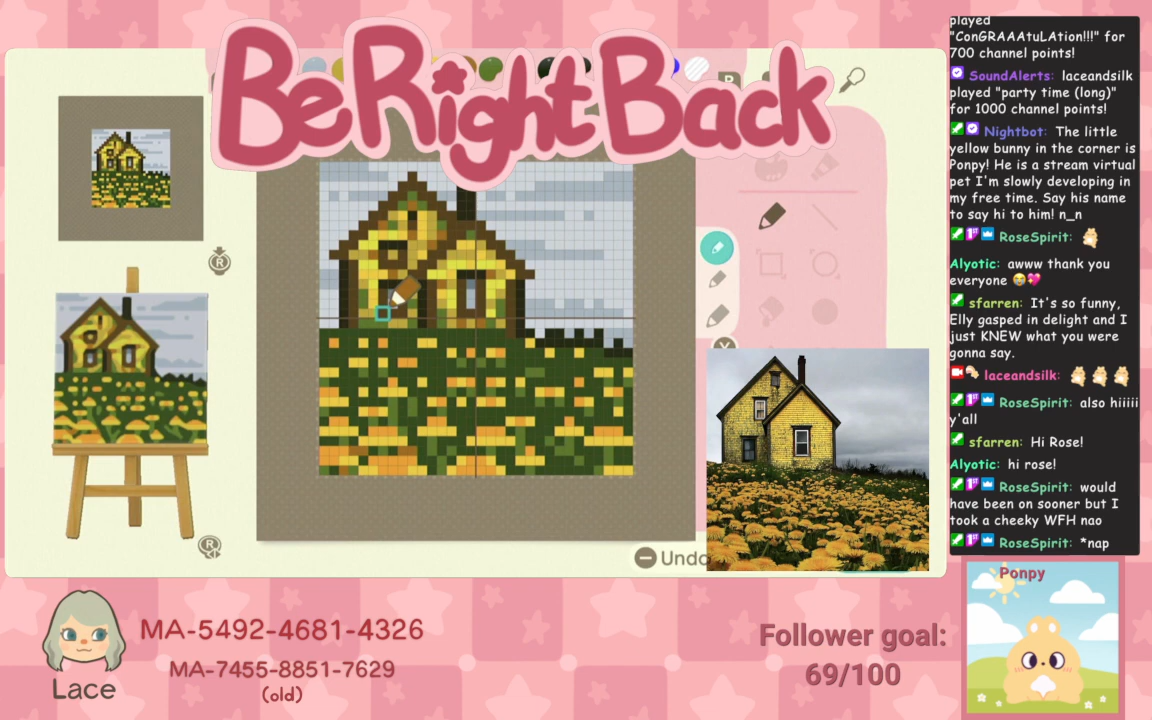 BeRightBack
R
R
R
Y
Undo
played
"ConGRAAAtuLAtion!!!" for
700 channel points!
SoundAlerts: laceandsilk
played "party time (long)"
for 1000 channel points!
Nightbot: The little
yellow bunny in the corner is
Ponpy! He is a stream virtual
pet I'm slowly developing in
my free time. Say his name
to say hi to him! n_n
RoseSpirit:
Alyotic: awww thank you
everyone 😭💖
sfarren: It's so funny,
Elly gasped in delight and I
just KNEW what you were
gonna say.
laceandsilk:
RoseSpirit: also hiiiii
y'all
sfarren: Hi Rose!
Alyotic: hi rose!
RoseSpirit: would
have been on sooner but I
took a cheeky WFH nao
RoseSpirit: *nap
Ponpy
Lace
MA-5492-4681-4326
MA-7455-8851-7629
(old)
Follower goal:
69/100